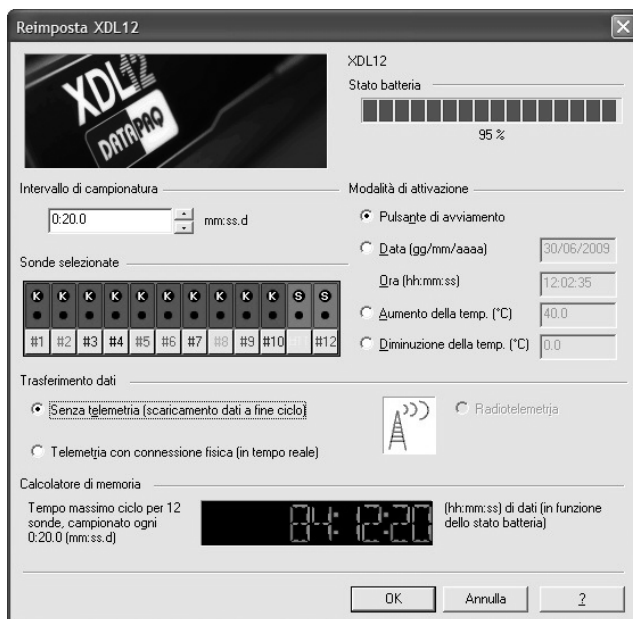 Reimposta XDL12
XDL12
DATAPAQ
XDL12
Stato batteria
95 %
Intervallo di campionatura
0:20.0
mm:ss.d
Modalità di attivazione
Pulsante di avviamento
Data (gg/mm/aaaa)
30/06/2009
Ora (hh:mm:ss)
12:02:35
Aumento della temp. (°C)
40.0
Diminuzione della temp. (°C)
0.0
Sonde selezionate
K K K K K K K K K K S S
#1 #2 #3 #4 #5 #6 #7 #8 #9 #10 #12
Trasferimento dati
Senza telemetria (scaricamento dati a fine ciclo)
Radiotelemetria
Telemetria con connessione fisica (in tempo reale)
Calcolatore di memoria
Tempo massimo ciclo per 12
sonde, campionato ogni
0:20.0 (mm:ss.d)
04:12:20
(hh:mm:ss) di dati (in funzione
dello stato batteria)
OK
Annulla
?